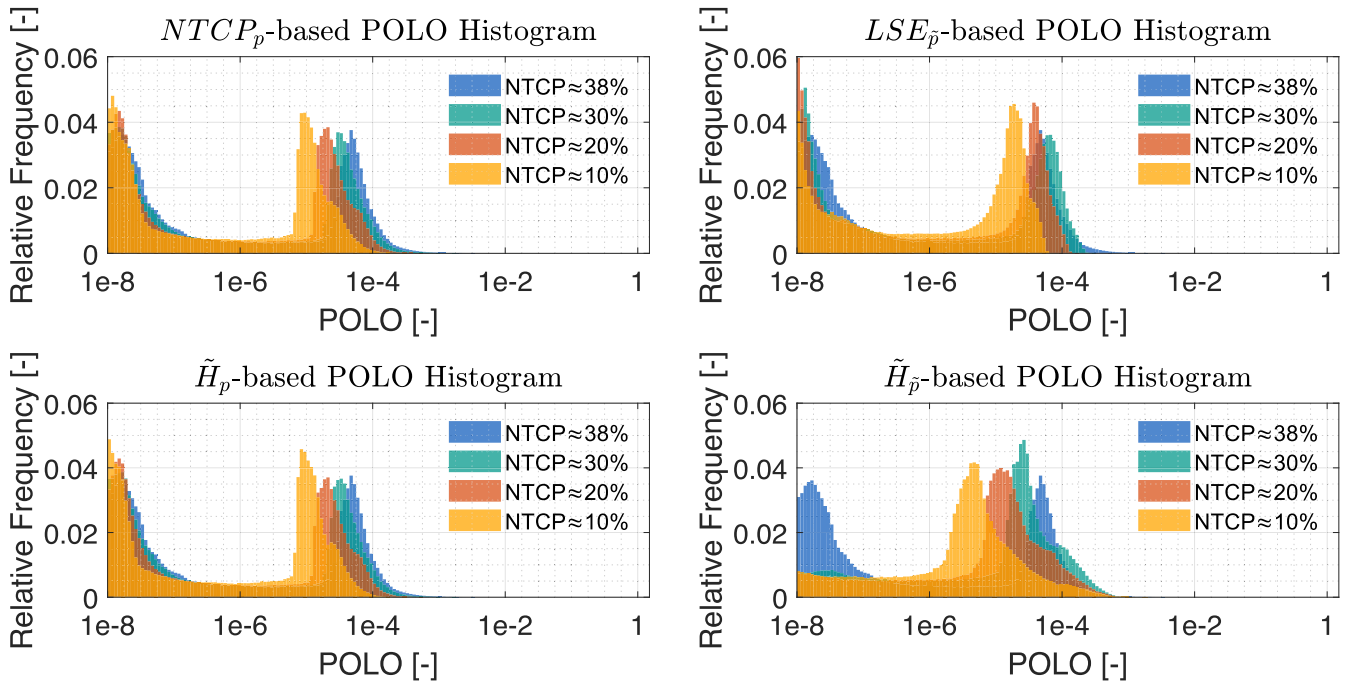 NTCP_p-based POLO Histogram
Relative Frequency [-]
0.06
0.04
0.02
0
NTCP≈38%
NTCP≈30%
NTCP≈20%
NTCP≈10%
1e-8 1e-6 1e-4 1e-2 1
POLO [-]
LSE_p̃-based POLO Histogram
Relative Frequency [-]
0.06
0.04
0.02
0
NTCP≈38%
NTCP≈30%
NTCP≈20%
NTCP≈10%
1e-8 1e-6 1e-4 1e-2 1
POLO [-]
H̃_p-based POLO Histogram
Relative Frequency [-]
0.06
0.04
0.02
0
NTCP≈38%
NTCP≈30%
NTCP≈20%
NTCP≈10%
1e-8 1e-6 1e-4 1e-2 1
POLO [-]
H̃_p̃-based POLO Histogram
Relative Frequency [-]
0.06
0.04
0.02
0
NTCP≈38%
NTCP≈30%
NTCP≈20%
NTCP≈10%
1e-8 1e-6 1e-4 1e-2 1
POLO [-]